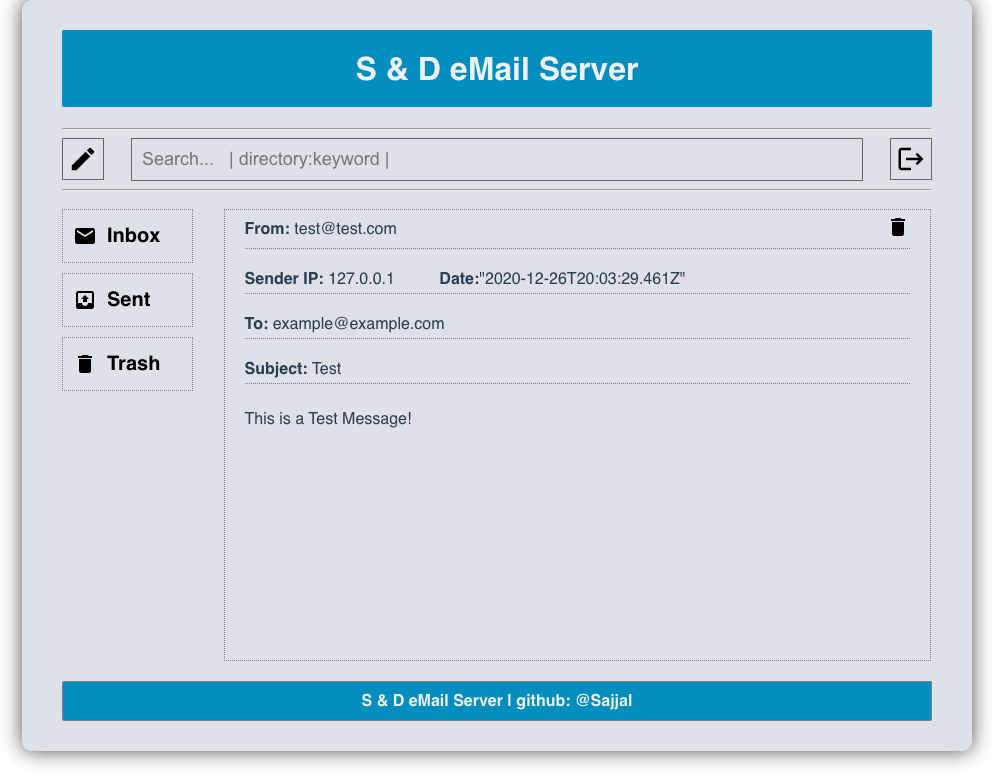 S & D eMail Server
Search... | directory:keyword |
Inbox
Sent
Trash
From: test@test.com
Sender IP: 127.0.0.1 Date:"2020-12-26T20:03:29.461Z"
To: example@example.com
Subject: Test
This is a Test Message!
S & D eMail Server | github: @Sajjal